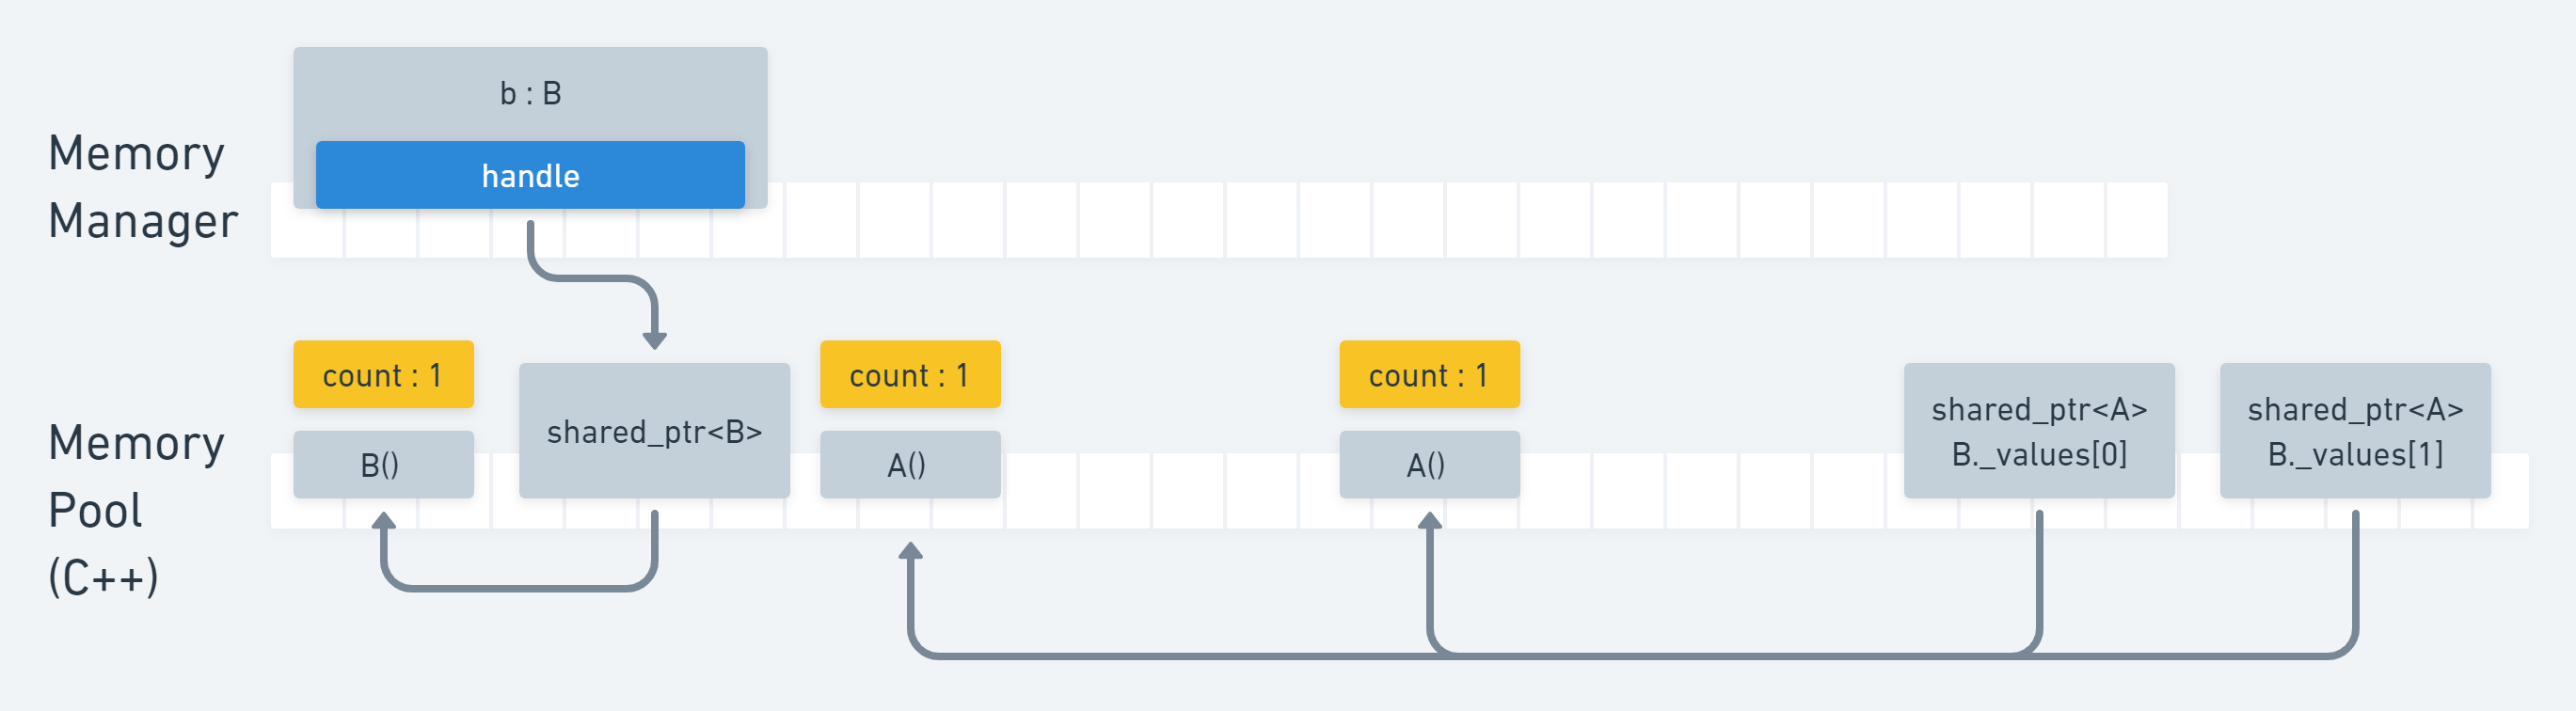 b : B
Memory
Manager
handle
count : 1
count : 1
count : 1
shared_ptr<B>
shared_ptr<A>
B._values[0]
shared_ptr<A>
B._values[1]
Memory
Pool
(C++)
B()
A()
A()